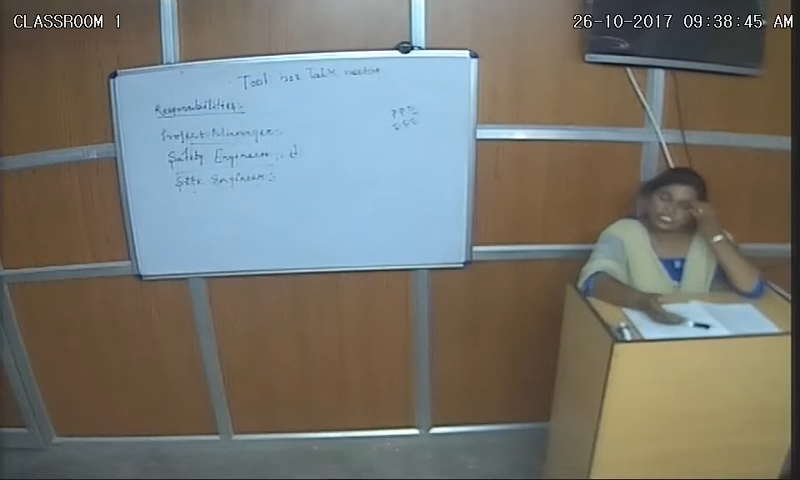 CLASSROOM 1
26-10-2017 09:38:45 AM
Tool box Talk meeting
Responsibilities:-
Project Manager:-
Safety Engineer:-
Site Engineer:-